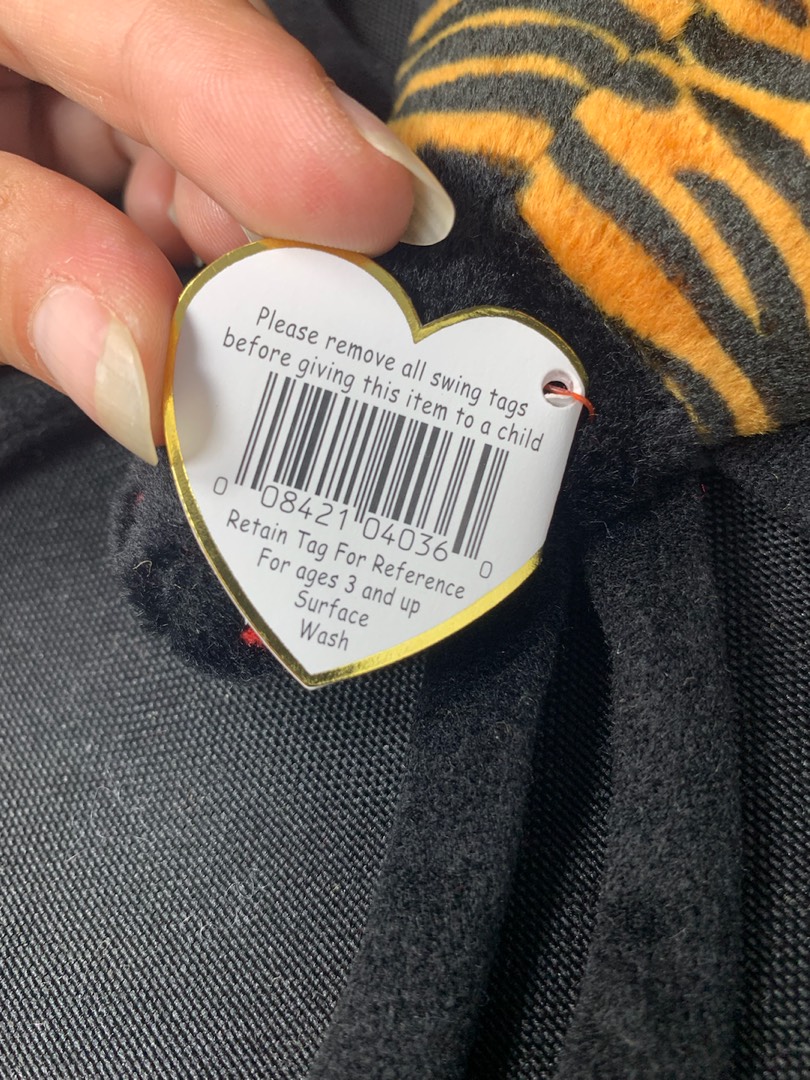 Please remove all swing tags
before giving this item to a child
0 08421 04036 0
Retain Tag For Reference
For ages 3 and up
Surface
Wash